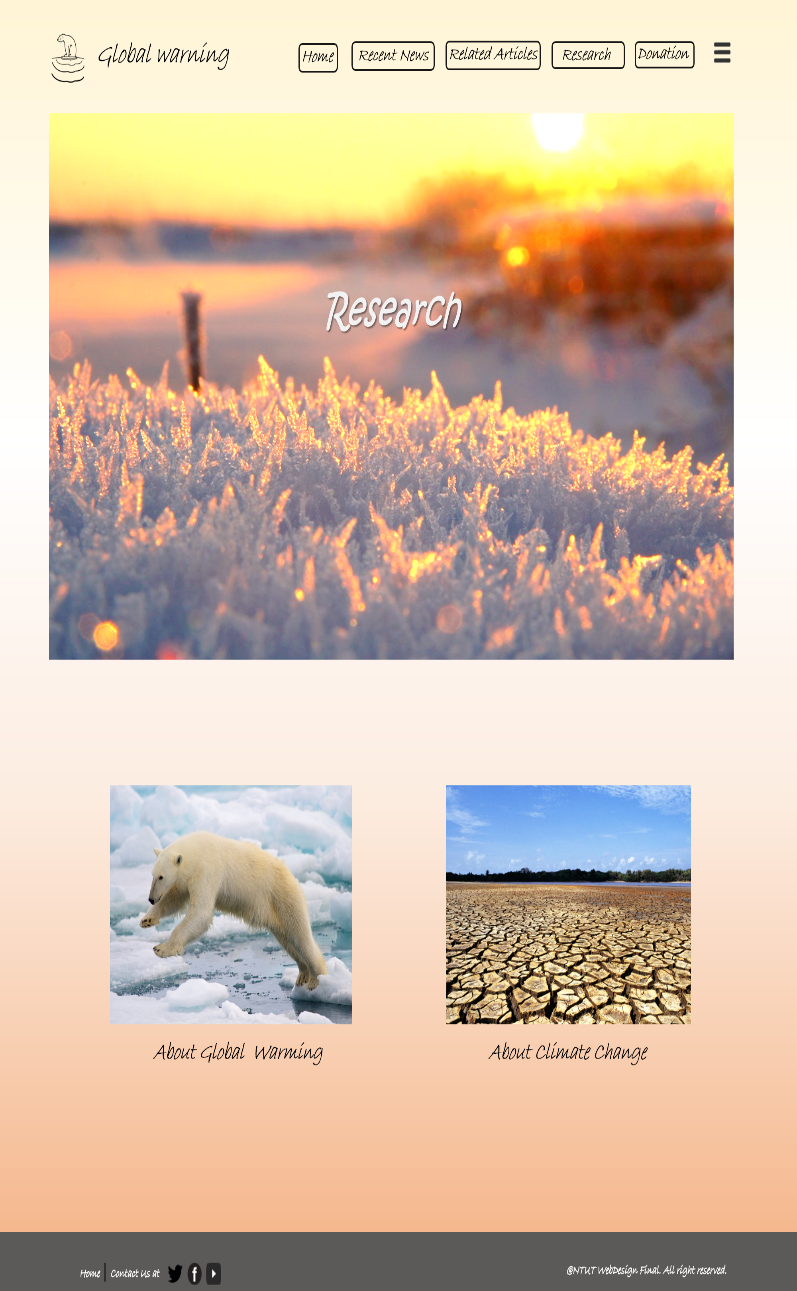 Global warning
Home
Recent News
Related Articles
Research
Donation
Research
About Global Warming
About Climate Change
Home
Contact Us at
@NTUT WebDesign Final. All right reserved.